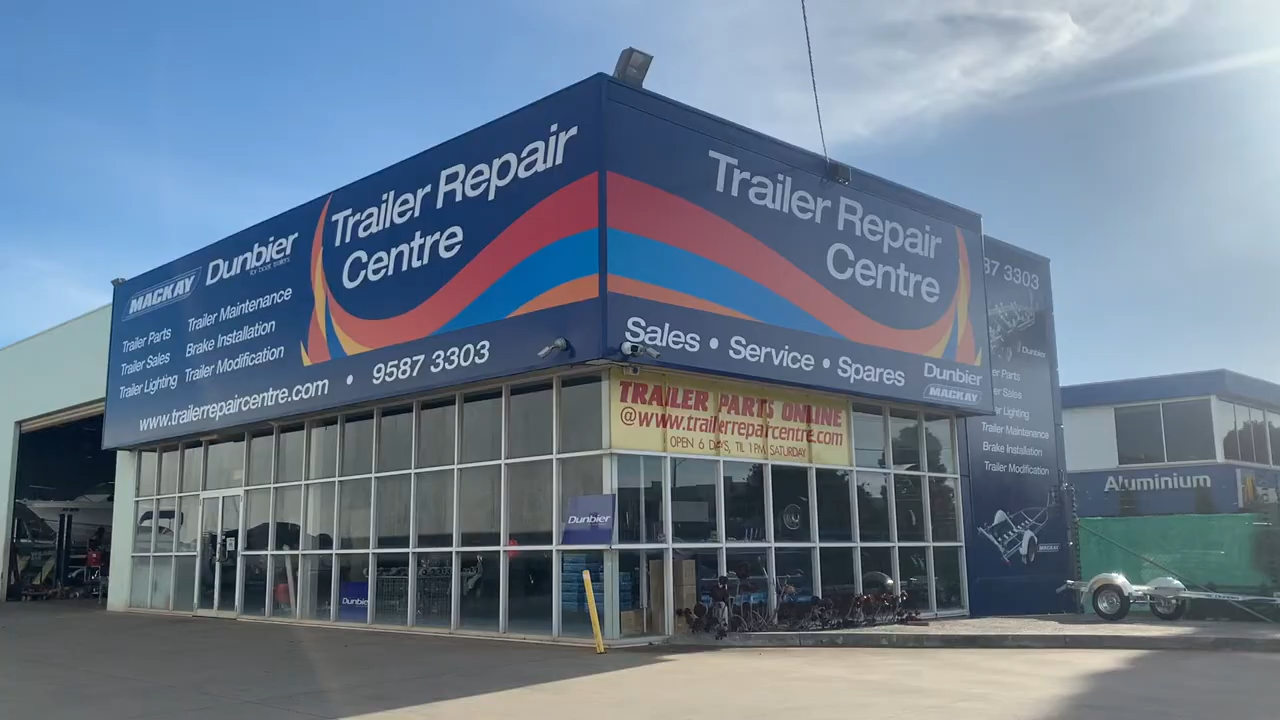 MACKAY
Dunbier
for boat trailers
Trailer Parts
Trailer Sales
Trailer Lighting
Trailer Maintenance
Brake Installation
Trailer Modification
Trailer Repair
Centre
www.trailerrepaircentre.com • 9587 3303
Trailer Repair
Centre
Sales • Service • Spares
Dunbier
MACKAY
TRAILER PARTS ONLINE
@www.trailerrepaircentre.com
OPEN 6 DAYS, TIL 1PM SATURDAY
87 3303
Dunbier
er Parts
er Sales
er Lighting
Trailer Maintenance
Brake Installation
Trailer Modification
MACKAY
Aluminium
Dunbier
Dunbier